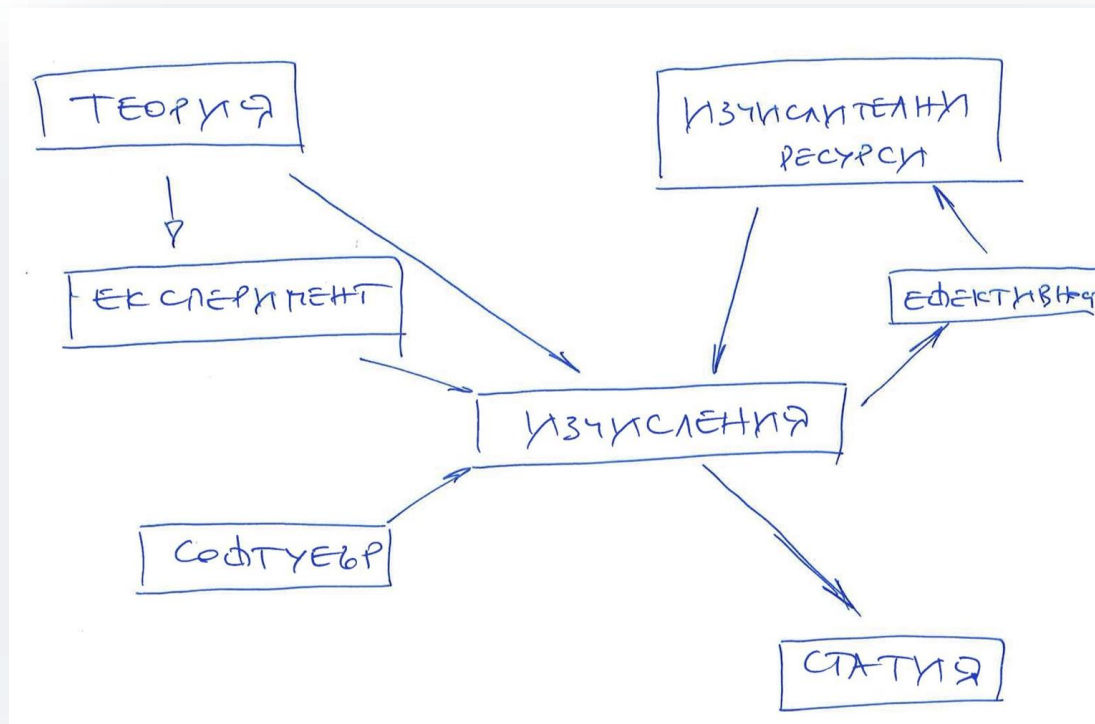 ТЕОРИЯ
ИЗЧИСЛИТЕЛНИ
РЕСУРСИ
ЕКСПЕРИМЕНТ
ИЗЧИСЛЕНИЯ
СОФТУЕЪР
СТАТИЯ